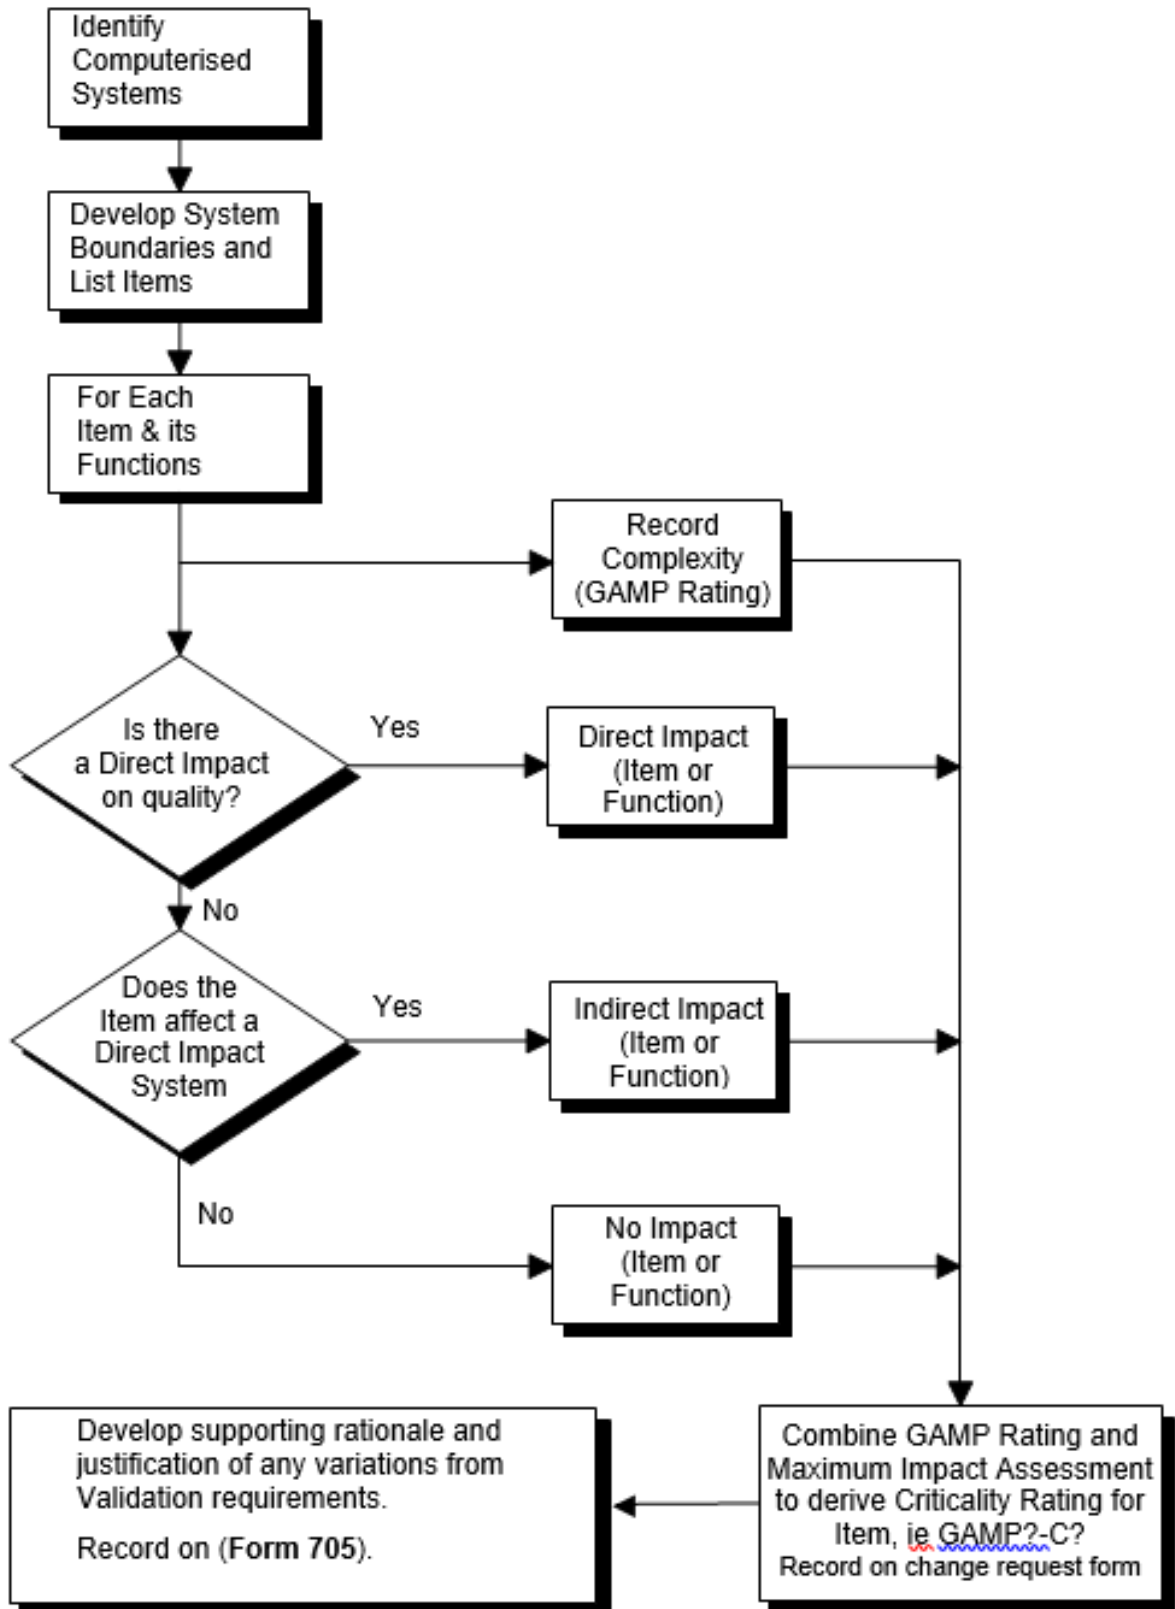 Identify
Computerised
Systems
Develop System
Boundaries and
List Items
For Each
Item & its
Functions
Record
Complexity
(GAMP Rating)
Is there
a Direct Impact
on quality?
Yes
Direct Impact
(Item or
Function)
No
Does the
Item affect a
Direct Impact
System
Yes
Indirect Impact
(Item or
Function)
No
No Impact
(Item or
Function)
Combine GAMP Rating and
Maximum Impact Assessment
to derive Criticality Rating for
Item, ie GAMP?-C?
Record on change request form
Develop supporting rationale and
justification of any variations from
Validation requirements.
Record on (Form 705).